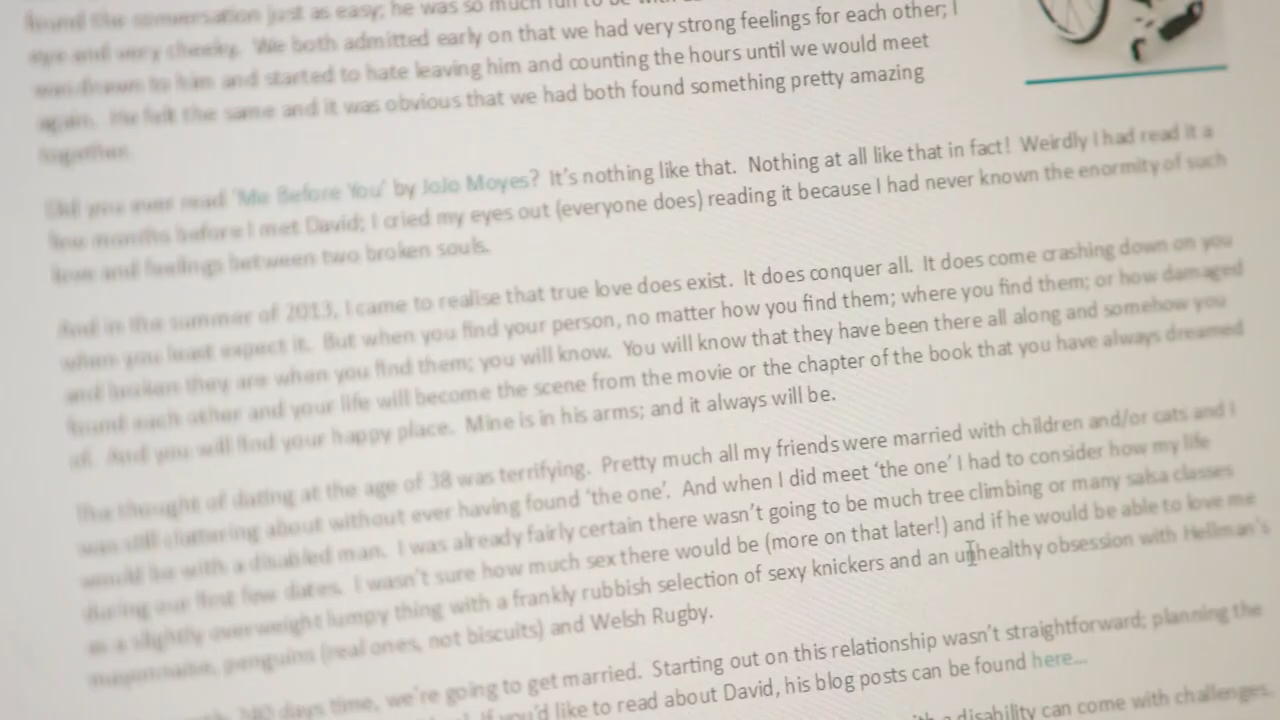 found the conversation just as easy; he was so much fun to be with
eye and very cheeky. We both admitted early on that we had very strong feelings for each other; I
was drawn to him and started to hate leaving him and counting the hours until we would meet
again. He felt the same and it was obvious that we had both found something pretty amazing
together.
Did you ever read ‘Me Before You’ by JoJo Moyes? It’s nothing like that. Nothing at all like that in fact! Weirdly I had read it a
few months before I met David; I cried my eyes out (everyone does) reading it because I had never known the enormity of such
love and feelings between two broken souls.
And in the summer of 2013, I came to realise that true love does exist. It does conquer all. It does come crashing down on you
when you least expect it. But when you find your person, no matter how you find them; where you find them; or how damaged
and broken they are when you find them; you will know. You will know that they have been there all along and somehow you
found each other and your life will become the scene from the movie or the chapter of the book that you have always dreamed
of. And you will find your happy place. Mine is in his arms; and it always will be.
The thought of dating at the age of 38 was terrifying. Pretty much all my friends were married with children and/or cats and I
was still cluttering about without ever having found ‘the one’. And when I did meet ‘the one’ I had to consider how my life
would be with a disabled man. I was already fairly certain there wasn’t going to be much tree climbing or many salsa classes
during our first few dates. I wasn’t sure how much sex there would be (more on that later!) and if he would be able to love me
as a slightly overweight lumpy thing with a frankly rubbish selection of sexy knickers and an unhealthy obsession with Hellman’s
mayonnaise, penguins (real ones, not biscuits) and Welsh Rugby.
days time, we’re going to get married. Starting out on this relationship wasn’t straightforward; planning the
If you’d like to read about David, his blog posts can be found here...
disability can come with challenges.